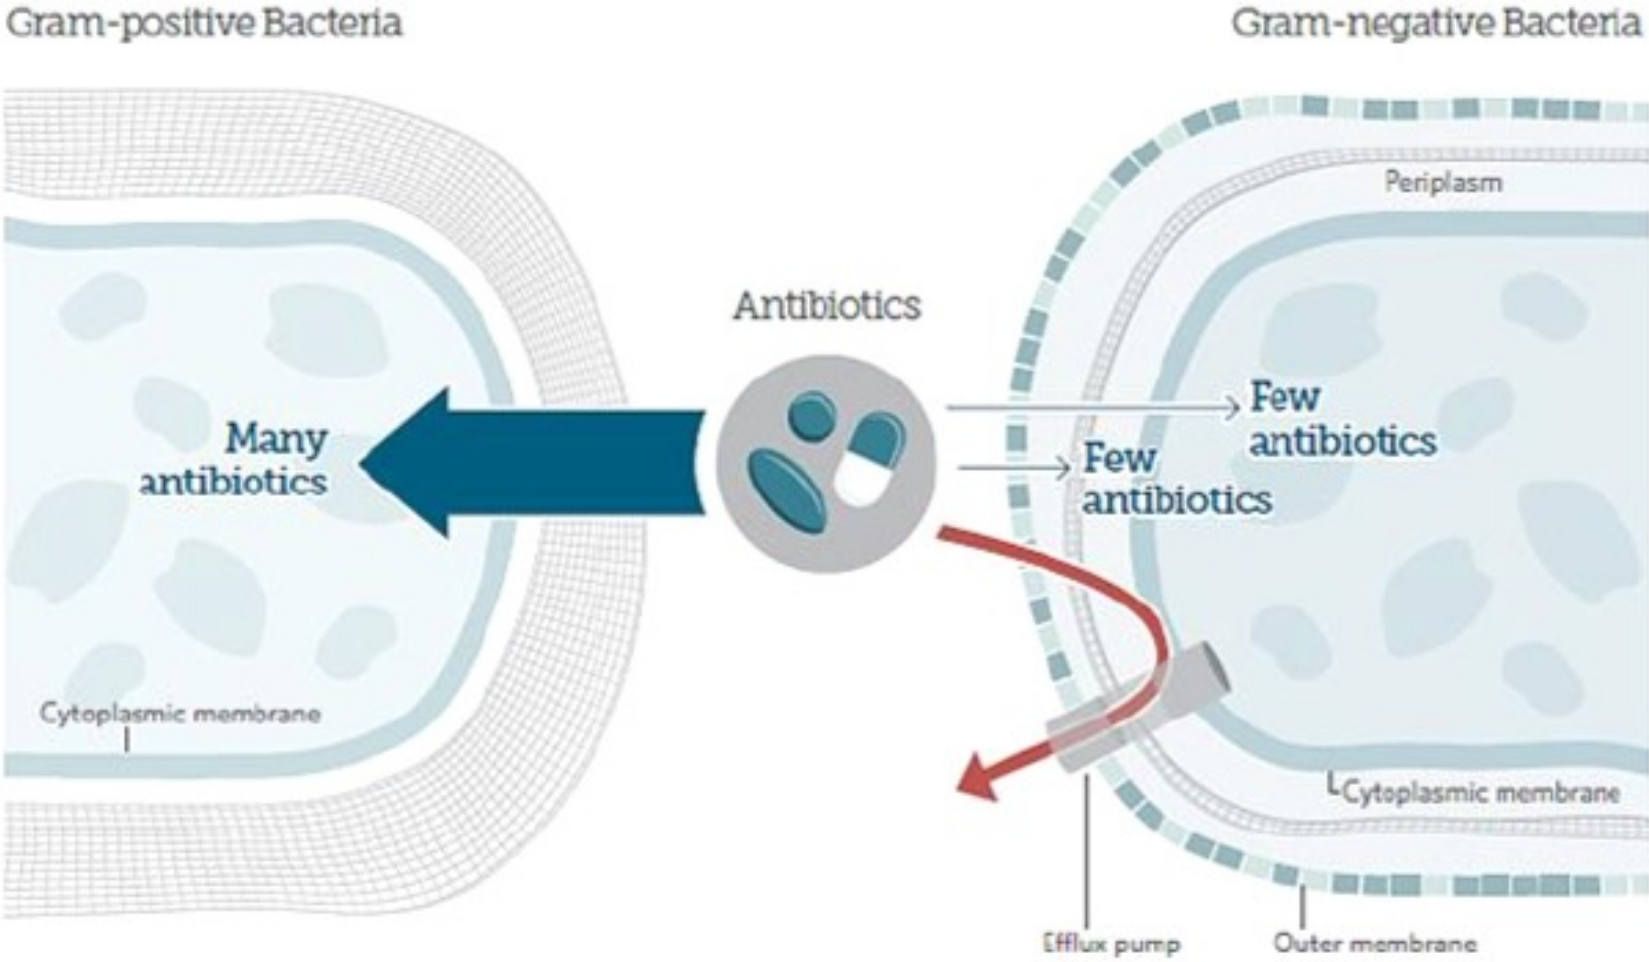 Gram-positive Bacteria
Gram-negative Bacteria
Periplasm
Antibiotics
Many
antibiotics
Few
antibiotics
Few
antibiotics
Cytoplasmic membrane
Cytoplasmic membrane
Efflux pump
Outer membrane